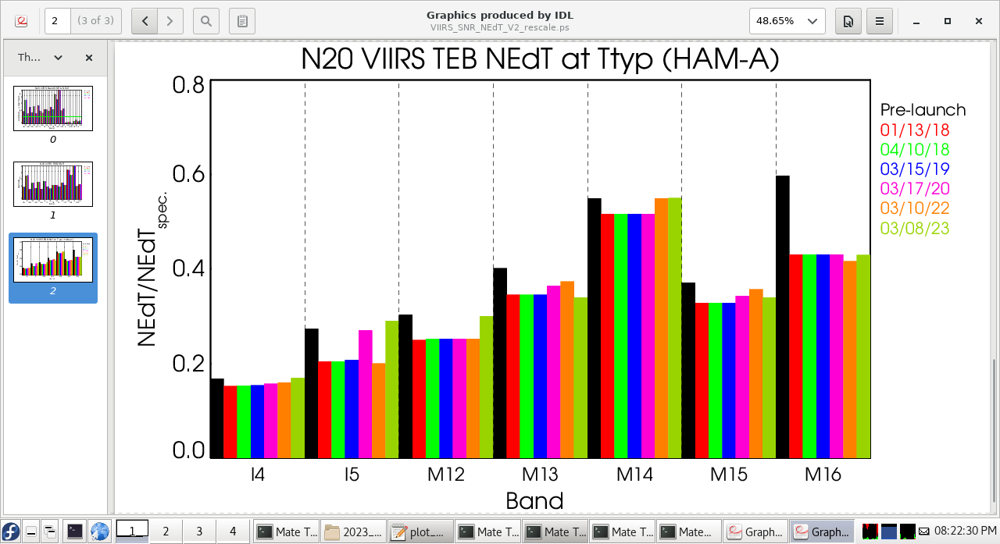 2 (3 of 3)
Graphics produced by IDL
VIIRS_SNR_NEdT_V2_rescale.ps
48.65%
Th...
0
1
2
N20 VIIRS TEB NEdT at Ttyp (HAM-A)
NEdT/NEdTspec.
0.8
0.6
0.4
0.2
0.0
I4 I5 M12 M13 M14 M15 M16
Band
Pre-launch
01/13/18
04/10/18
03/15/19
03/17/20
03/10/22
03/08/23
1 2 3 4 Mate T... 2023_... plot_... Mate T... Mate T... Mate T... Mate... Graph... Graph... 08:22:30 PM